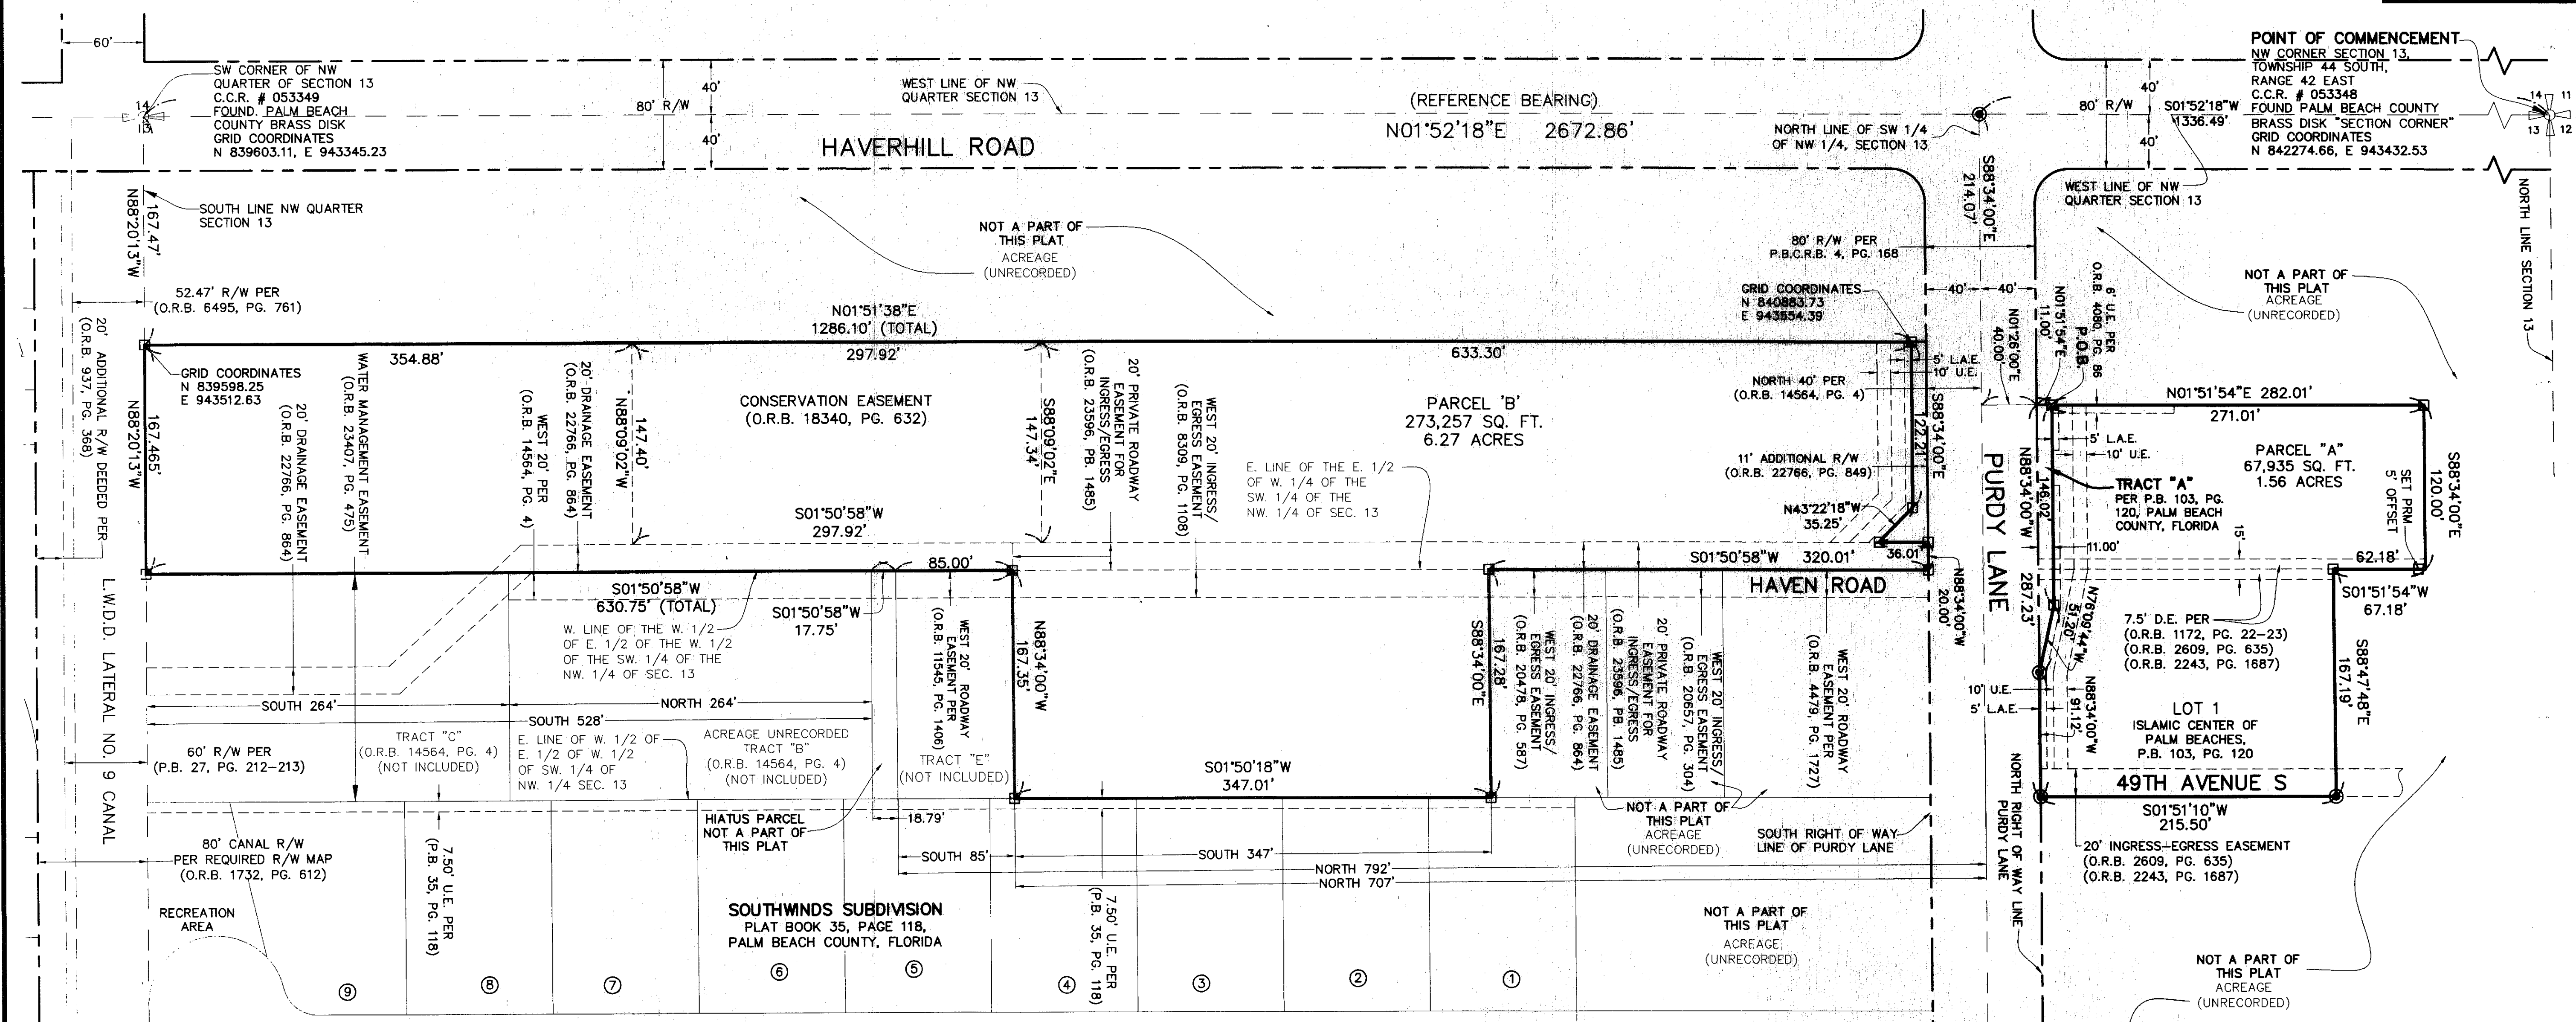 60'
SW CORNER OF NW
QUARTER OF SECTION 13
C.C.R. # 053349
FOUND. PALM BEACH
COUNTY BRASS DISK
GRID COORDINATES
N 839603.11, E 943345.23
14
13
80' R/W
40'
40'
WEST LINE OF NW
QUARTER SECTION 13
HAVERHILL ROAD
(REFERENCE BEARING)
N01°52'18"E 2672.86'
NORTH LINE OF SW 1/4
OF NW 1/4, SECTION 13
80' R/W
40'
40'
S01°52'18"W
1336.49'
POINT OF COMMENCEMENT
NW CORNER SECTION 13,
TOWNSHIP 44 SOUTH,
RANGE 42 EAST
C.C.R. # 053348
FOUND PALM BEACH COUNTY
BRASS DISK "SECTION CORNER"
GRID COORDINATES
N 842274.66, E 943432.53
14
11
13
12
WEST LINE OF NW
QUARTER SECTION 13
NORTH LINE SECTION 13
S88°34'00"E
214.07'
167.47'
N88°20'13"W
SOUTH LINE NW QUARTER
SECTION 13
52.47' R/W PER
(O.R.B. 6495, PG. 761)
NOT A PART OF
THIS PLAT
ACREAGE
(UNRECORDED)
80' R/W PER
P.B.C.R.B. 4, PG. 168
NOT A PART OF
THIS PLAT
ACREAGE
(UNRECORDED)
GRID COORDINATES
N 840883.73
E 943554.39
40'
40'
N01°26'00"E
40.00'
N01°51'54"E
11.00'
P.O.B.
6' U.E. PER
O.R.B. 4080, PG. 86
N01°51'38"E
1286.10' (TOTAL)
354.88'
297.92'
633.30'
20' ADDITIONAL R/W DEEDED PER
(O.R.B. 937, PG. 368)
GRID COORDINATES
N 839598.25
E 943512.63
167.465'
N88°20'13"W
20' DRAINAGE EASEMENT
(O.R.B. 22766, PG. 864)
WATER MANAGEMENT EASEMENT
(O.R.B. 23407, PG. 475)
WEST 20' PER
(O.R.B. 14564, PG. 4)
20' DRAINAGE EASEMENT
(O.R.B. 22766, PG. 864)
147.40'
N88°09'02"W
CONSERVATION EASEMENT
(O.R.B. 18340, PG. 632)
S88°09'02"E
147.34'
20' PRIVATE ROADWAY
EASEMENT FOR
INGRESS/EGRESS
(O.R.B. 23596, PB. 1485)
WEST 20' INGRESS/
EGRESS EASEMENT
(O.R.B. 8309, PG. 1108)
PARCEL 'B'
273,257 SQ. FT.
6.27 ACRES
E. LINE OF THE E. 1/2
OF W. 1/4 OF THE
SW. 1/4 OF THE
NW. 1/4 OF SEC. 13
5' L.A.E.
10' U.E.
NORTH 40' PER
(O.R.B. 14564, PG. 4)
S88°34'00"E
122.21'
11' ADDITIONAL R/W
(O.R.B. 22766, PG. 849)
N43°22'18"W
35.25'
36.01'
PURDY LANE
N88°34'00"W 287.23'
146.02'
N01°51'54"E 282.01'
271.01'
5' L.A.E.
10' U.E.
PARCEL "A"
67,935 SQ. FT.
1.56 ACRES
TRACT "A"
PER P.B. 103, PG.
120, PALM BEACH
COUNTY, FLORIDA
SET PRM
5' OFFSET
S88°34'00"E
120.00'
15'
11.00'
62.18'
S01°51'54"W
67.18'
S01°50'58"W
297.92'
85.00'
S01°50'58"W
630.75' (TOTAL)
S01°50'58"W
17.75'
S01°50'58"W 320.01'
HAVEN ROAD
N88°34'00"W
20.00'
N76°09'44"W
51.20'
7.5' D.E. PER
(O.R.B. 1172, PG. 22-23)
(O.R.B. 2609, PG. 635)
(O.R.B. 2243, PG. 1687)
S88°47'48"E
167.19'
L.W.D.D. LATERAL NO. 9 CANAL
W. LINE OF THE W. 1/2
OF E. 1/2 OF THE W. 1/2
OF THE SW. 1/4 OF THE
NW. 1/4 OF SEC. 13
WEST 20' ROADWAY
EASEMENT PER
(O.R.B. 11545, PG. 1406)
N88°34'00"W
167.35'
S88°34'00"E
167.28'
WEST 20' INGRESS/
EGRESS EASEMENT
(O.R.B. 20478, PG. 587)
20' DRAINAGE EASEMENT
(O.R.B. 22766, PG. 864)
20' PRIVATE ROADWAY
EASEMENT FOR
INGRESS/EGRESS
(O.R.B. 23596, PB. 1485)
WEST 20' INGRESS/
EGRESS EASEMENT
(O.R.B. 20657, PG. 304)
WEST 20' ROADWAY
EASEMENT PER
(O.R.B. 4479, PG. 1727)
10' U.E.
5' L.A.E.
N88°34'00"W
91.12'
LOT 1
ISLAMIC CENTER OF
PALM BEACHES,
P.B. 103, PG. 120
SOUTH 264'
NORTH 264'
SOUTH 528'
60' R/W PER
(P.B. 27, PG. 212-213)
TRACT "C"
(O.R.B. 14564, PG. 4)
(NOT INCLUDED)
E. LINE OF W. 1/2 OF
E. 1/2 OF W. 1/2
OF SW. 1/4 OF
NW. 1/4 SEC. 13
ACREAGE UNRECORDED
TRACT "B"
(O.R.B. 14564, PG. 4)
(NOT INCLUDED)
TRACT "E"
(NOT INCLUDED)
S01°50'18"W
347.01'
49TH AVENUE S
S01°51'10"W
215.50'
NORTH RIGHT OF WAY LINE
PURDY LANE
HIATUS PARCEL
NOT A PART OF
THIS PLAT
18.79'
NOT A PART OF
THIS PLAT
ACREAGE
(UNRECORDED)
SOUTH RIGHT OF WAY
LINE OF PURDY LANE
20' INGRESS-EGRESS EASEMENT
(O.R.B. 2609, PG. 635)
(O.R.B. 2243, PG. 1687)
80' CANAL R/W
PER REQUIRED R/W MAP
(O.R.B. 1732, PG. 612)
7.50' U.E. PER
(P.B. 35, PG. 118)
SOUTH 85'
SOUTH 347'
NORTH 792'
NORTH 707'
RECREATION
AREA
SOUTHWINDS SUBDIVISION
PLAT BOOK 35, PAGE 118,
PALM BEACH COUNTY, FLORIDA
7.50' U.E. PER
(P.B. 35, PG. 118)
NOT A PART OF
THIS PLAT
ACREAGE
(UNRECORDED)
NOT A PART OF
THIS PLAT
ACREAGE
(UNRECORDED)
9
8
7
6
5
4
3
2
1